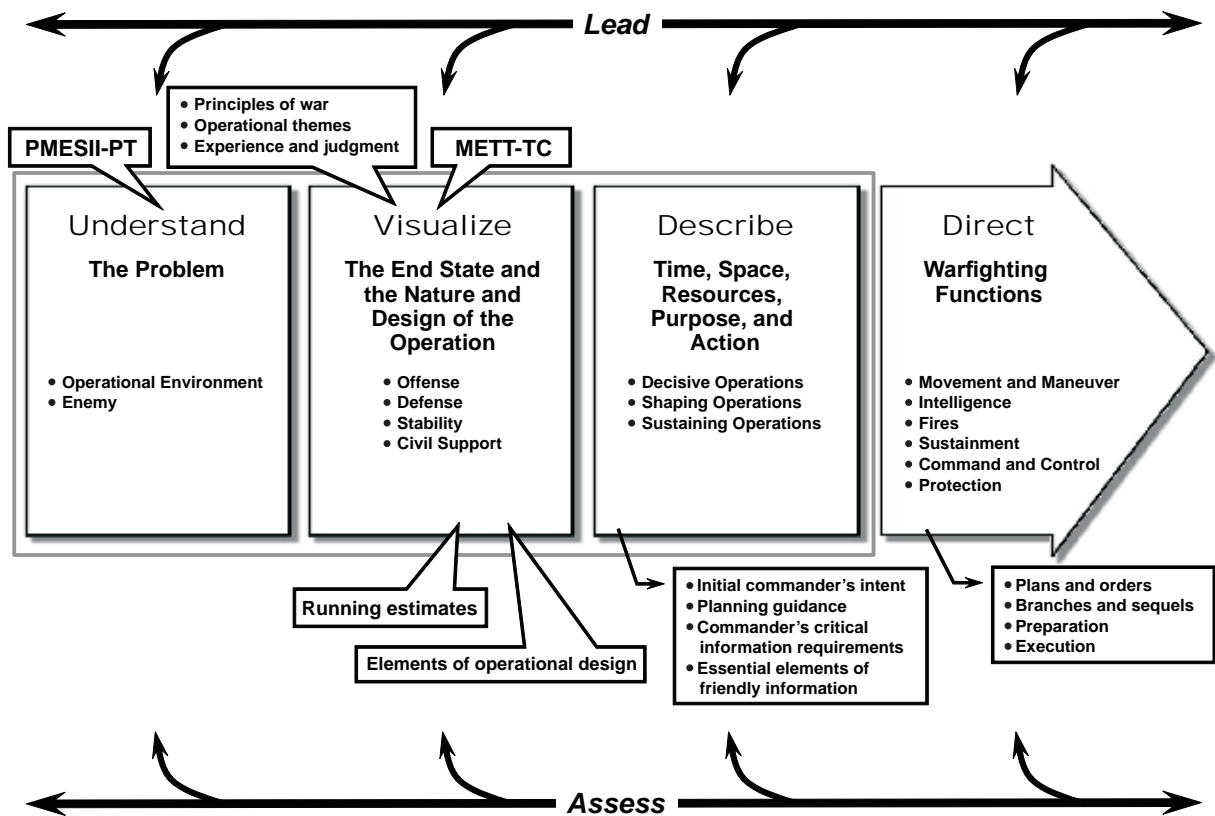 Lead
• Principles of war
• Operational themes
• Experience and judgment
PMESII-PT
METT-TC
Understand
The Problem
• Operational Environment
• Enemy
Visualize
The End State and
the Nature and
Design of the
Operation
• Offense
• Defense
• Stability
• Civil Support
Describe
Time, Space,
Resources,
Purpose, and
Action
• Decisive Operations
• Shaping Operations
• Sustaining Operations
Direct
Warfighting
Functions
• Movement and Maneuver
• Intelligence
• Fires
• Sustainment
• Command and Control
• Protection
Running estimates
Elements of operational design
• Initial commander’s intent
• Planning guidance
• Commander’s critical
information requirements
• Essential elements of
friendly information
• Plans and orders
• Branches and sequels
• Preparation
• Execution
Assess